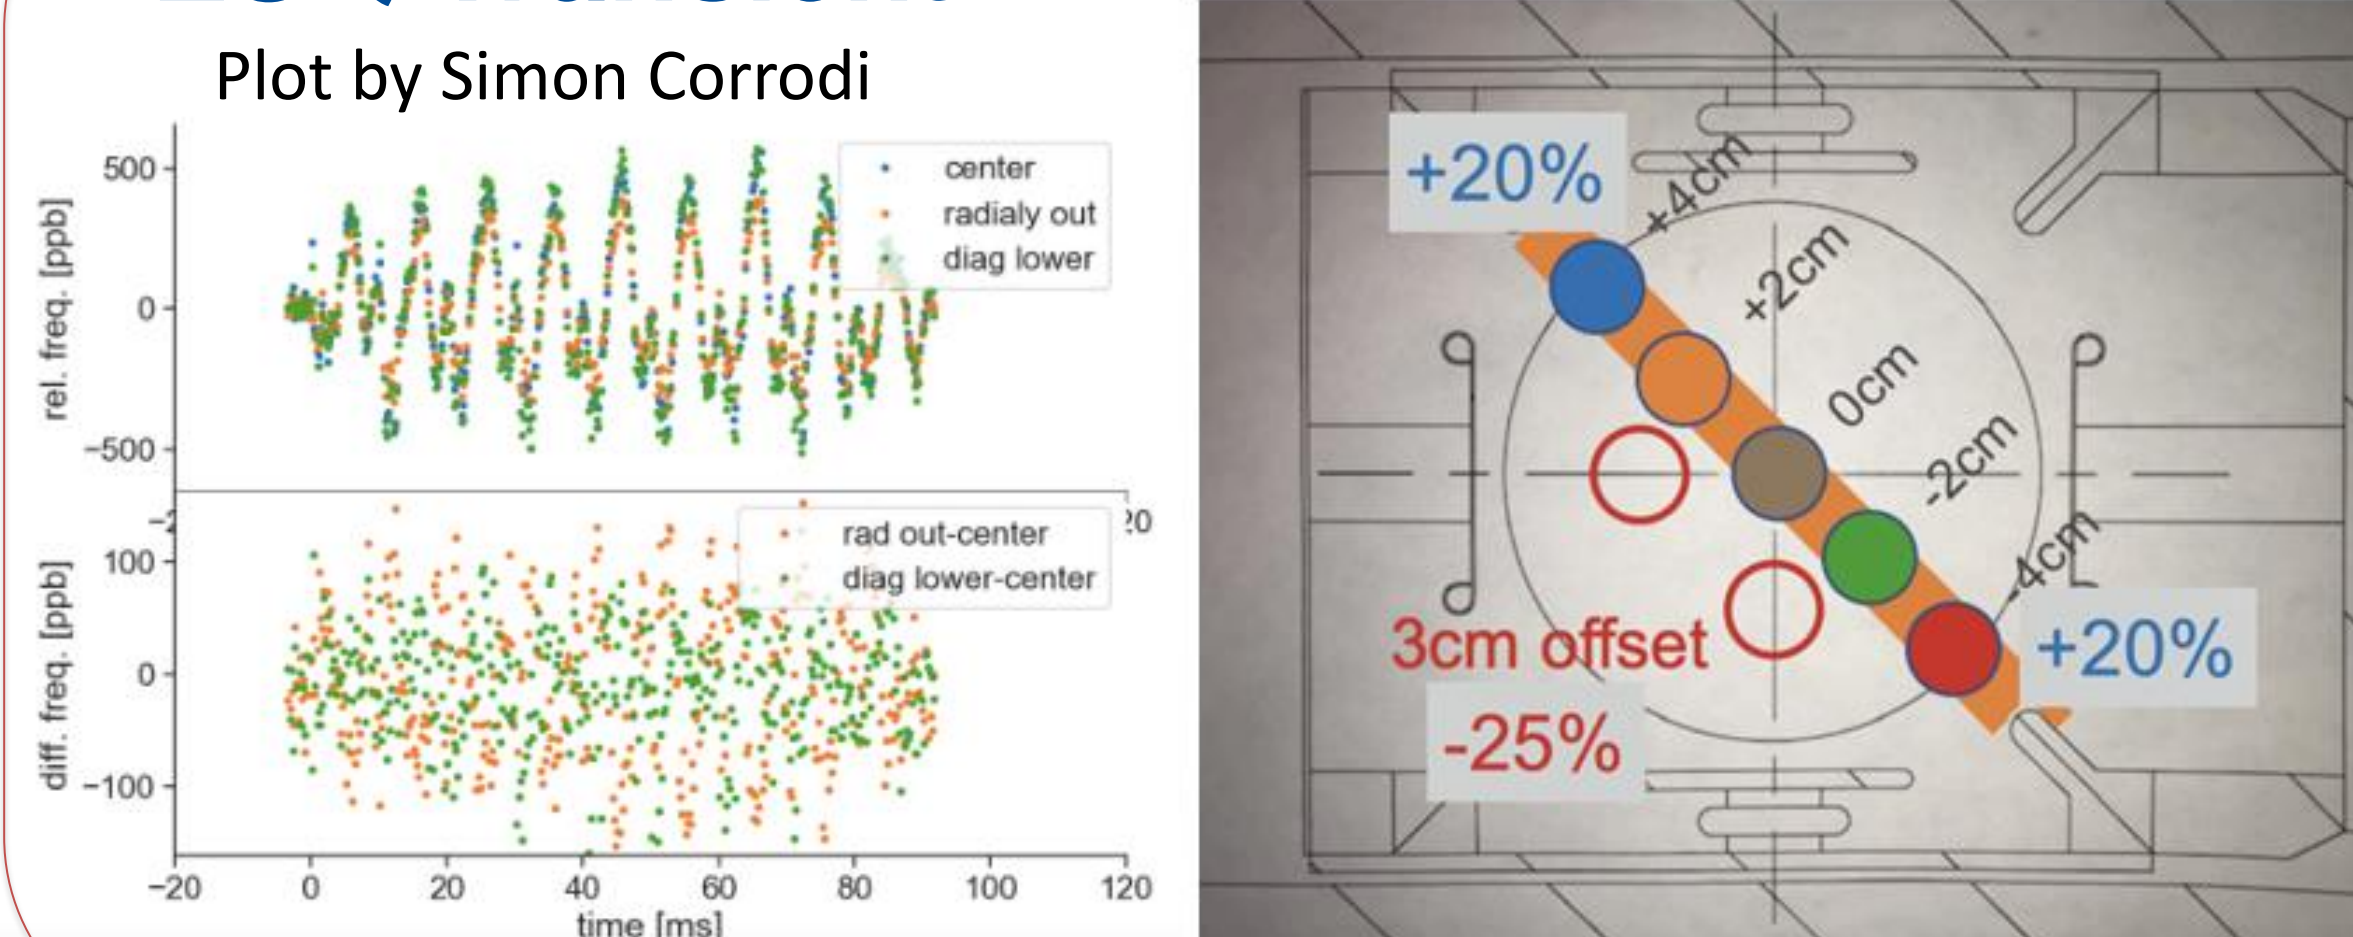 Plot by Simon Corrodi
500
0
−500
rel. freq. [ppb]
center
radialy out
diag lower
−2
20
100
0
−100
diff. freq. [ppb]
rad out-center
diag lower-center
−20 0 20 40 60 80 100 120
time [ms]
+20%
+4cm
+2cm
0cm
-2cm
-4cm
+20%
3cm offset
-25%